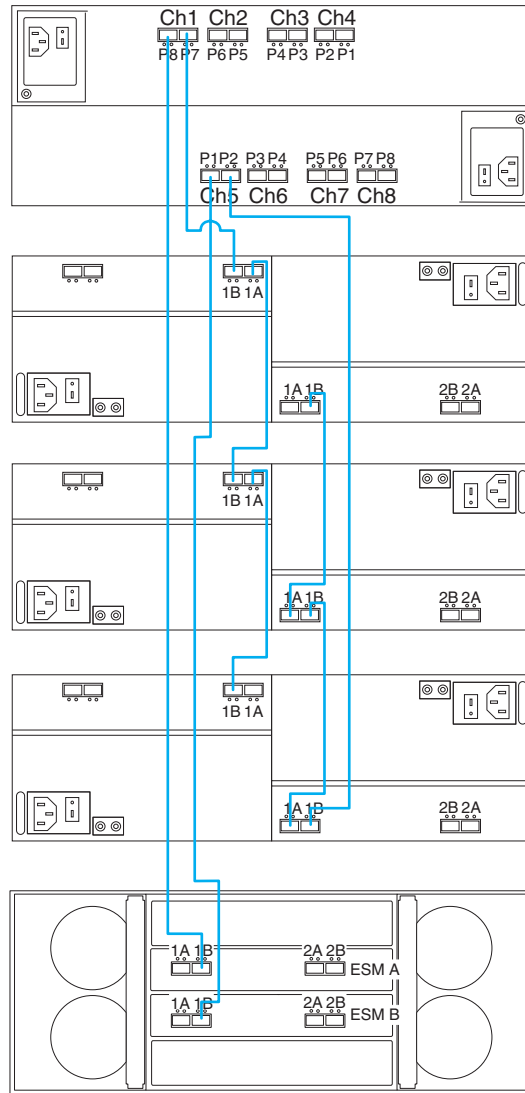 Ch1 Ch2 Ch3 Ch4
P8 P7 P6 P5 P4 P3 P2 P1
P1 P2 P3 P4 P5 P6 P7 P8
Ch5 Ch6 Ch7 Ch8
1B 1A
1A 1B 2B 2A
1B 1A
1A 1B 2B 2A
1B 1A
1A 1B 2B 2A
1A 1B 2A 2B
ESM A
1A 1B 2A 2B
ESM B